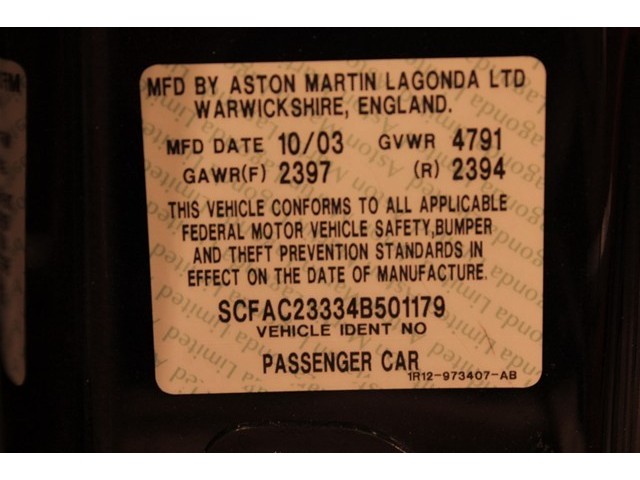 MFD BY ASTON MARTIN LAGONDA LTD
WARWICKSHIRE, ENGLAND.
MFD DATE 10/03 GVWR 4791
GAWR(F) 2397 (R) 2394
THIS VEHICLE CONFORMS TO ALL APPLICABLE
FEDERAL MOTOR VEHICLE SAFETY,BUMPER
AND THEFT PREVENTION STANDARDS IN
EFFECT ON THE DATE OF MANUFACTURE.
SCFAC23334B501179
VEHICLE IDENT NO
PASSENGER CAR
1R12-973407-AB